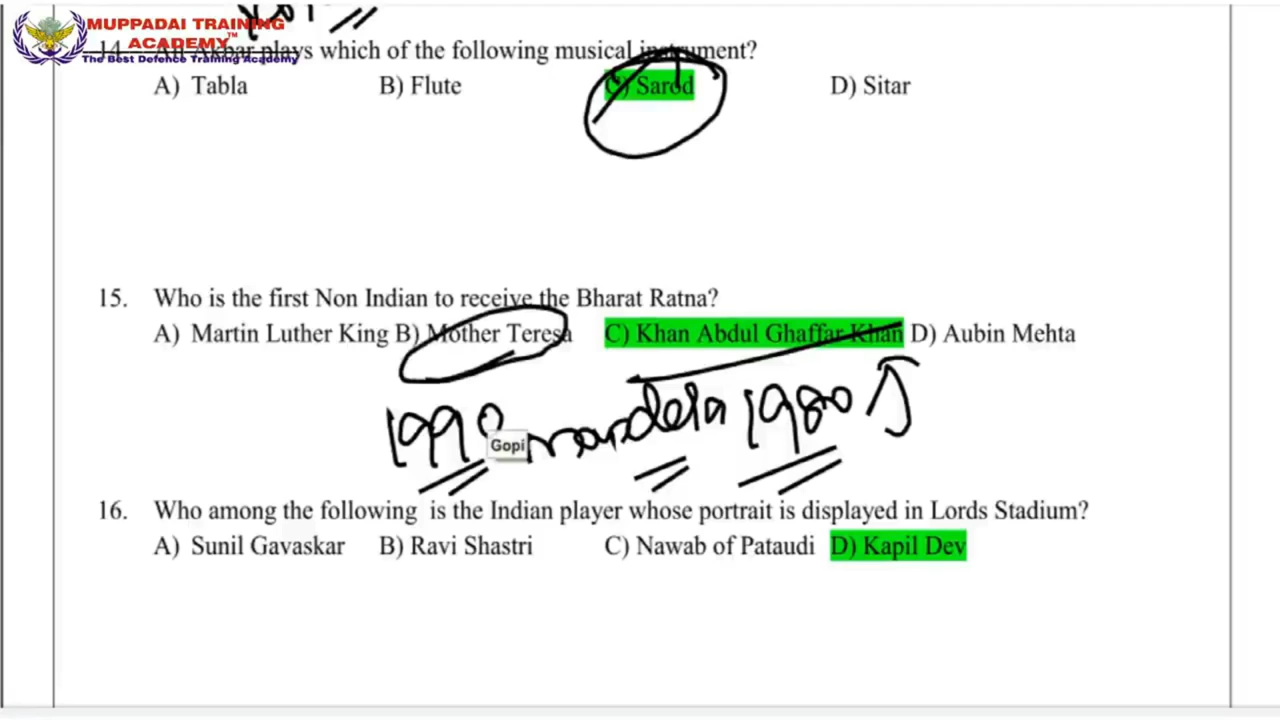 MUPPADAI TRAINING
ACADEMY™
The Best Defence Training Academy
14. Ali Akbar plays which of the following musical instrument?
A) Tabla B) Flute C) Sarod D) Sitar
15. Who is the first Non Indian to receive the Bharat Ratna?
A) Martin Luther King B) Mother Teresa C) Khan Abdul Ghaffar Khan D) Aubin Mehta
1990 mandela 1980
Gopi
16. Who among the following is the Indian player whose portrait is displayed in Lords Stadium?
A) Sunil Gavaskar B) Ravi Shastri C) Nawab of Pataudi D) Kapil Dev